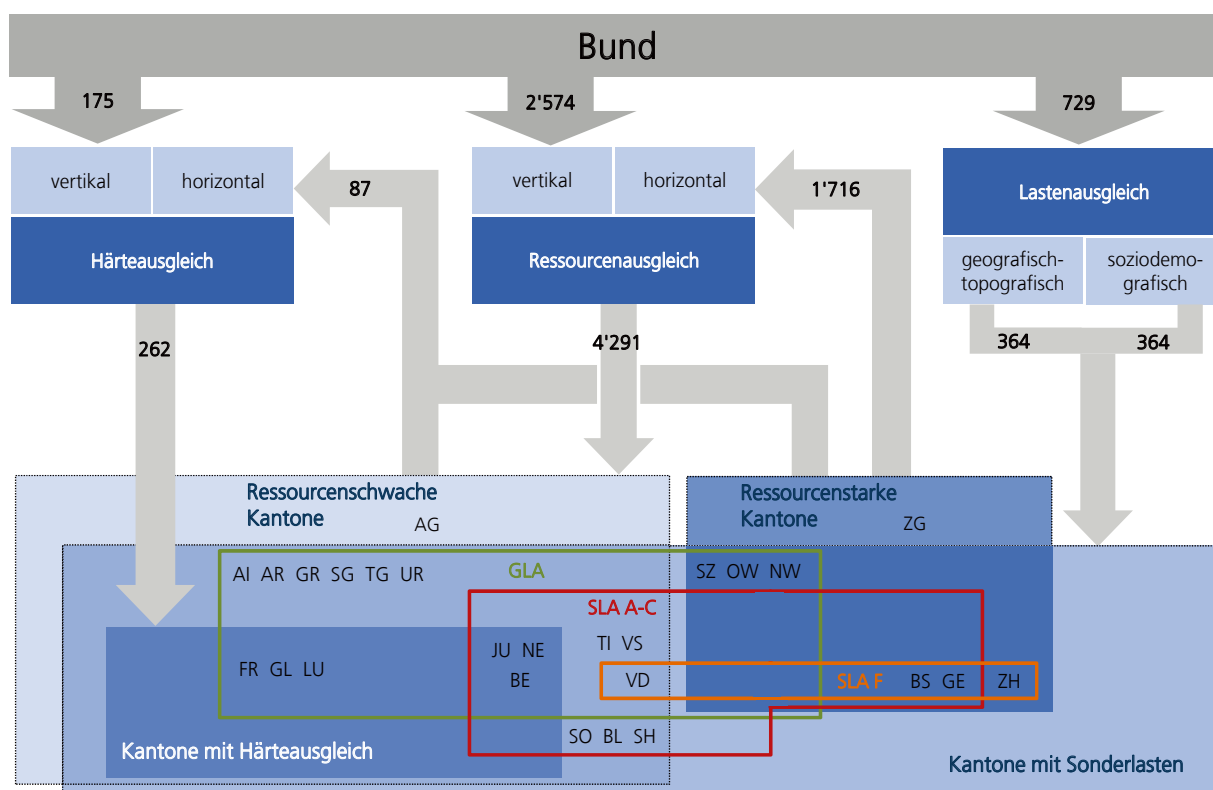 Bund
175
2'574
729
vertikal
horizontal
87
vertikal
horizontal
1'716
Lastenausgleich
Härteausgleich
Ressourcenausgleich
geografisch-
topografisch
soziodemo-
grafisch
262
4'291
364
364
Ressourcenschwache
Kantone
AG
Ressourcenstarke
Kantone
ZG
AI AR GR SG TG UR
GLA
SZ OW NW
SLA A-C
JU NE
BE
TI VS
FR GL LU
VD
SLA F
BS GE
ZH
SO BL SH
Kantone mit Härteausgleich
Kantone mit Sonderlasten